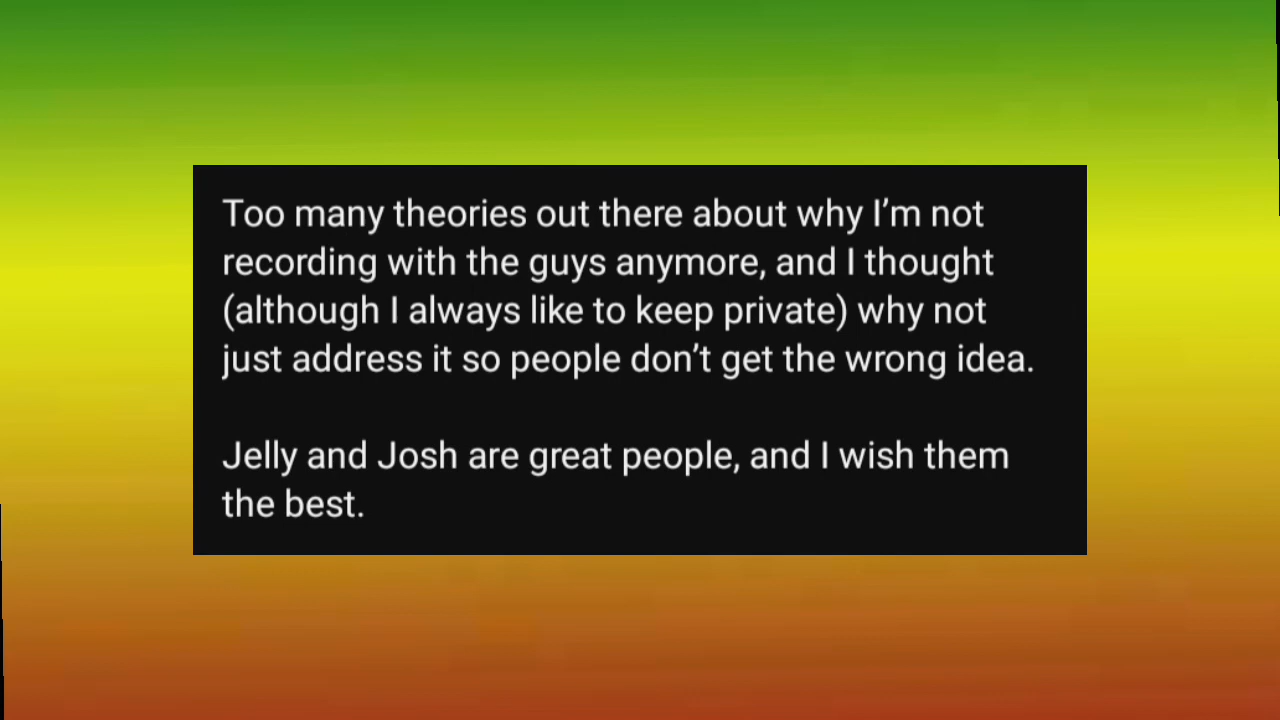 Too many theories out there about why I’m not
recording with the guys anymore, and I thought
(although I always like to keep private) why not
just address it so people don’t get the wrong idea.
Jelly and Josh are great people, and I wish them
the best.